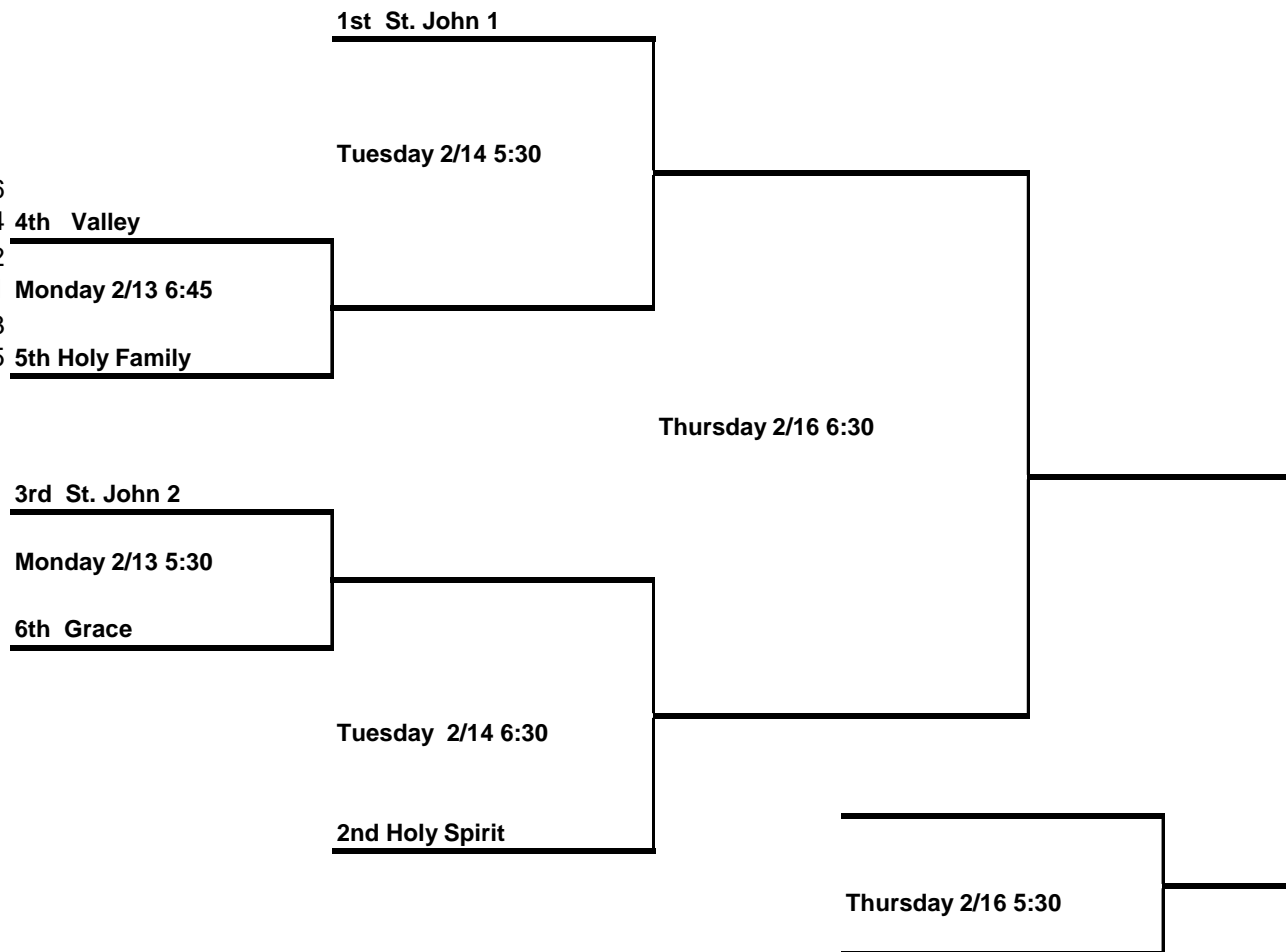 1st  St. John 1
Tuesday 2/14 5:30
4th   Valley
Monday 2/13 6:45
5th Holy Family
Thursday 2/16 6:30
3rd  St. John 2
Monday 2/13 5:30
6th  Grace
Tuesday  2/14 6:30
2nd Holy Spirit
Thursday 2/16 5:30